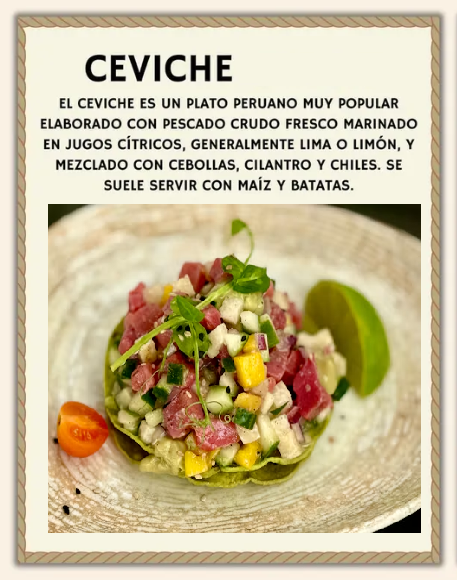 CEVICHE
EL CEVICHE ES UN PLATO PERUANO MUY POPULAR
ELABORADO CON PESCADO CRUDO FRESCO MARINADO
EN JUGOS CÍTRICOS, GENERALMENTE LIMA O LIMÓN, Y
MEZCLADO CON CEBOLLAS, CILANTRO Y CHILES. SE
SUELE SERVIR CON MAÍZ Y BATATAS.